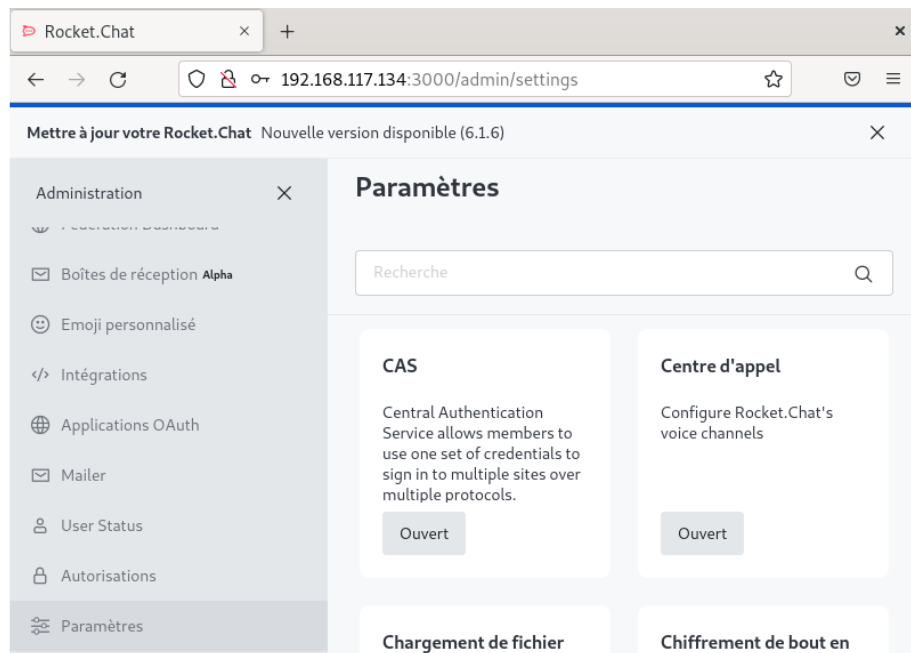 Rocket.Chat
192.168.117.134:3000/admin/settings
Mettre à jour votre Rocket.Chat Nouvelle version disponible (6.1.6)
Administration
Federation Dashboard
Boîtes de réception Alpha
Emoji personnalisé
Intégrations
Applications OAuth
Mailer
User Status
Autorisations
Paramètres
Paramètres
Recherche
CAS
Central Authentication
Service allows members to
use one set of credentials to
sign in to multiple sites over
multiple protocols.
Ouvert
Centre d'appel
Configure Rocket.Chat's
voice channels
Ouvert
Chargement de fichier
Chiffrement de bout en